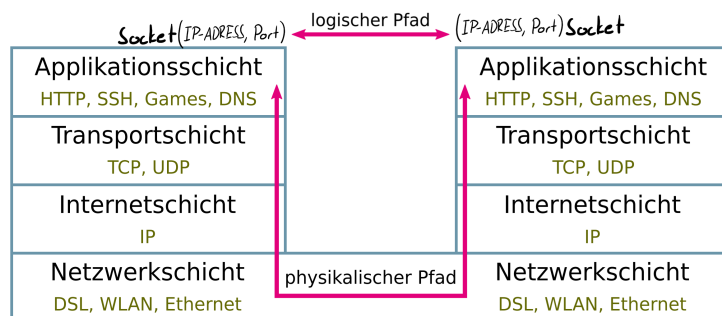 Socket(IP-ADRESS, Port)
logischer Pfad
(IP-ADRESS, Port) Socket
Applikationsschicht
HTTP, SSH, Games, DNS
Transportschicht
TCP, UDP
Internetschicht
IP
Netzwerkschicht
DSL, WLAN, Ethernet
physikalischer Pfad
Applikationsschicht
HTTP, SSH, Games, DNS
Transportschicht
TCP, UDP
Internetschicht
IP
Netzwerkschicht
DSL, WLAN, Ethernet